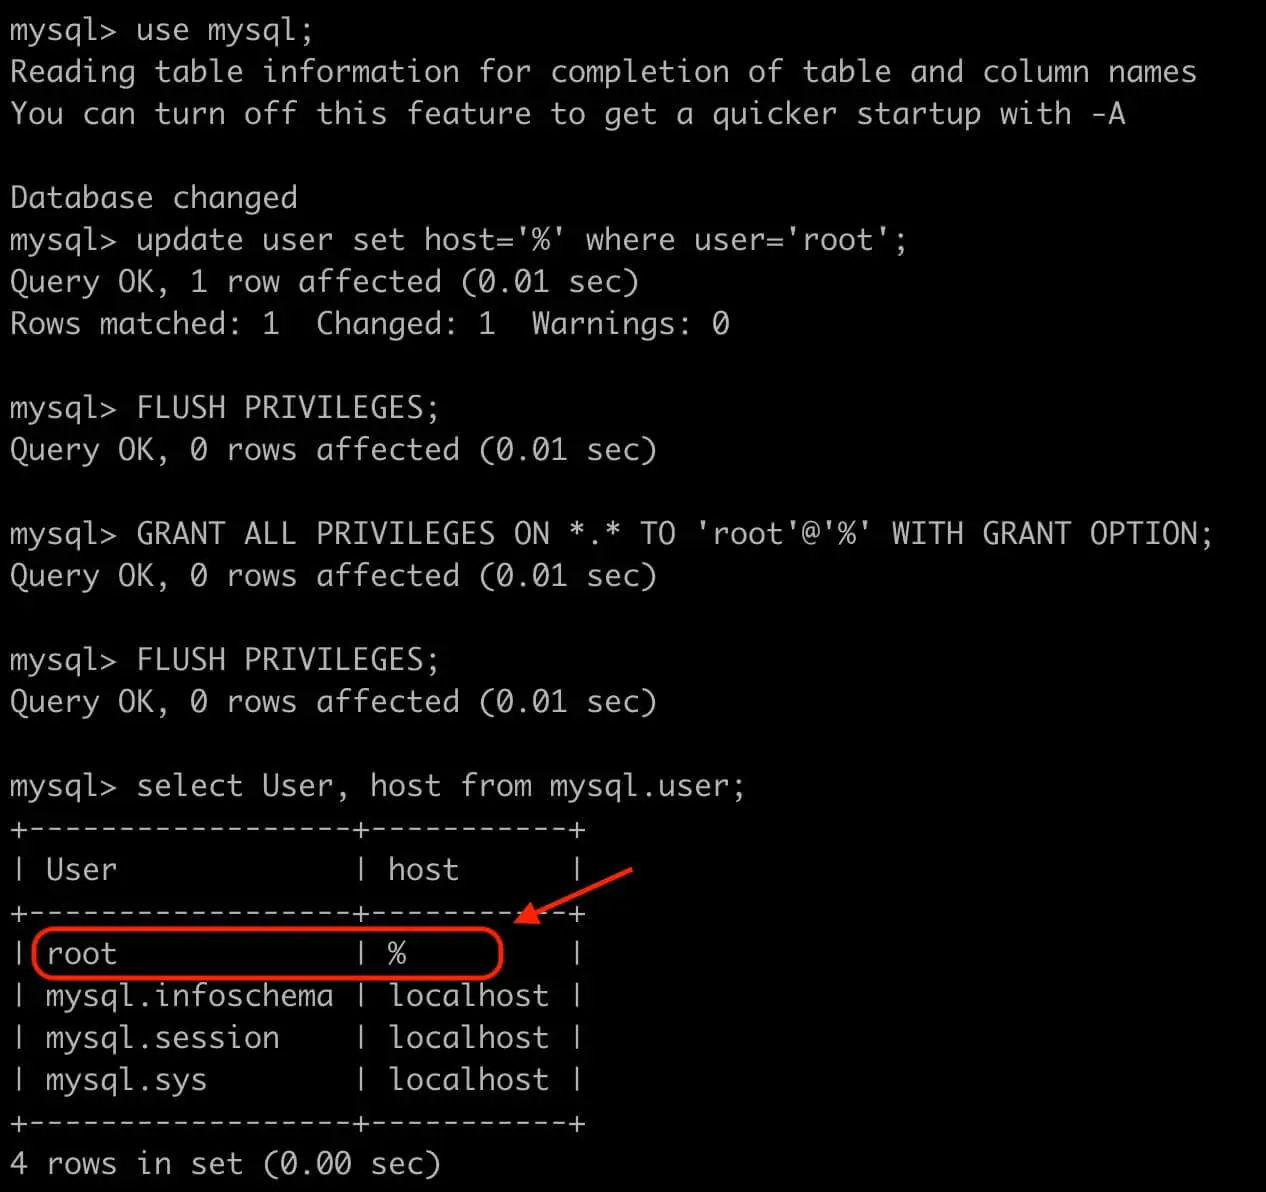 mysql> use mysql;
Reading table information for completion of table and column names
You can turn off this feature to get a quicker startup with -A
Database changed
mysql> update user set host='%' where user='root';
Query OK, 1 row affected (0.01 sec)
Rows matched: 1  Changed: 1  Warnings: 0
mysql> FLUSH PRIVILEGES;
Query OK, 0 rows affected (0.01 sec)
mysql> GRANT ALL PRIVILEGES ON *.* TO 'root'@'%' WITH GRANT OPTION;
Query OK, 0 rows affected (0.01 sec)
mysql> FLUSH PRIVILEGES;
Query OK, 0 rows affected (0.01 sec)
mysql> select User, host from mysql.user;
+------------------+-----------+
| User             | host      |
+------------------+-----------+
| root             | %         |
| mysql.infoschema | localhost |
| mysql.session    | localhost |
| mysql.sys        | localhost |
+------------------+-----------+
4 rows in set (0.00 sec)